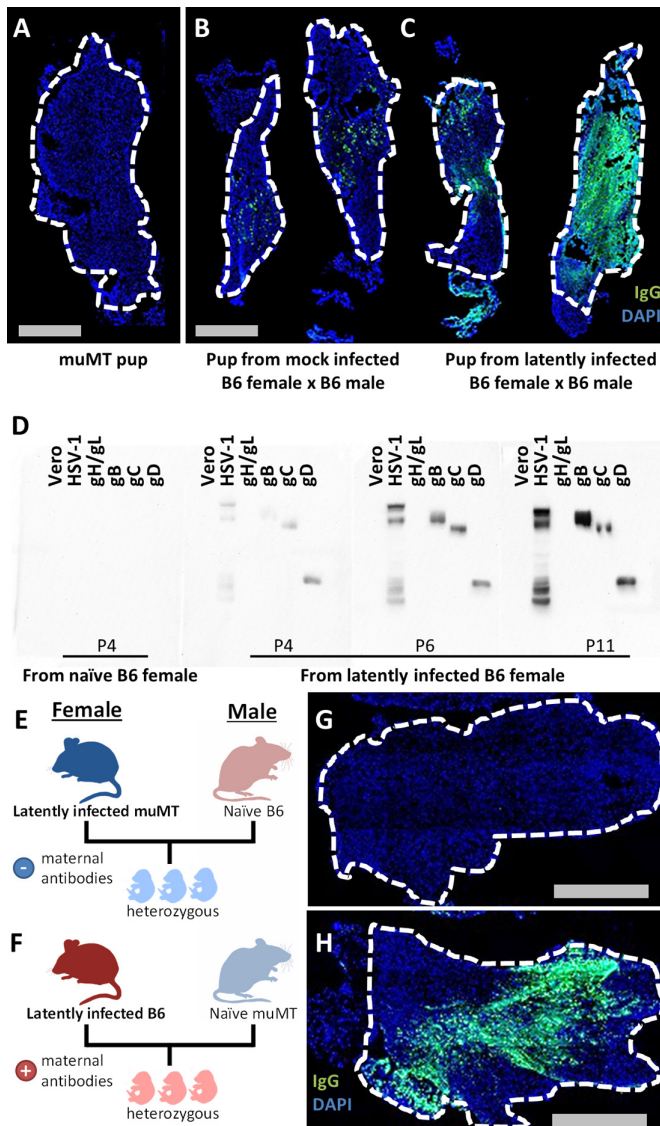 A
B
C
IgG
DAPI
muMT pup
Pup from mock infected
B6 female x B6 male
Pup from latently infected
B6 female x B6 male
D
Vero
HSV-1
gH/gL
gB
gC
gD
Vero
HSV-1
gH/gL
gB
gC
gD
Vero
HSV-1
gH/gL
gB
gC
gD
Vero
HSV-1
gH/gL
gB
gC
gD
P4
P4
P6
P11
From naïve B6 female
From latently infected B6 female
E
Female
Male
Latently infected muMT
Naïve B6
- maternal
antibodies
heterozygous
F
Latently infected B6
Naïve muMT
+ maternal
antibodies
heterozygous
G
H
IgG
DAPI